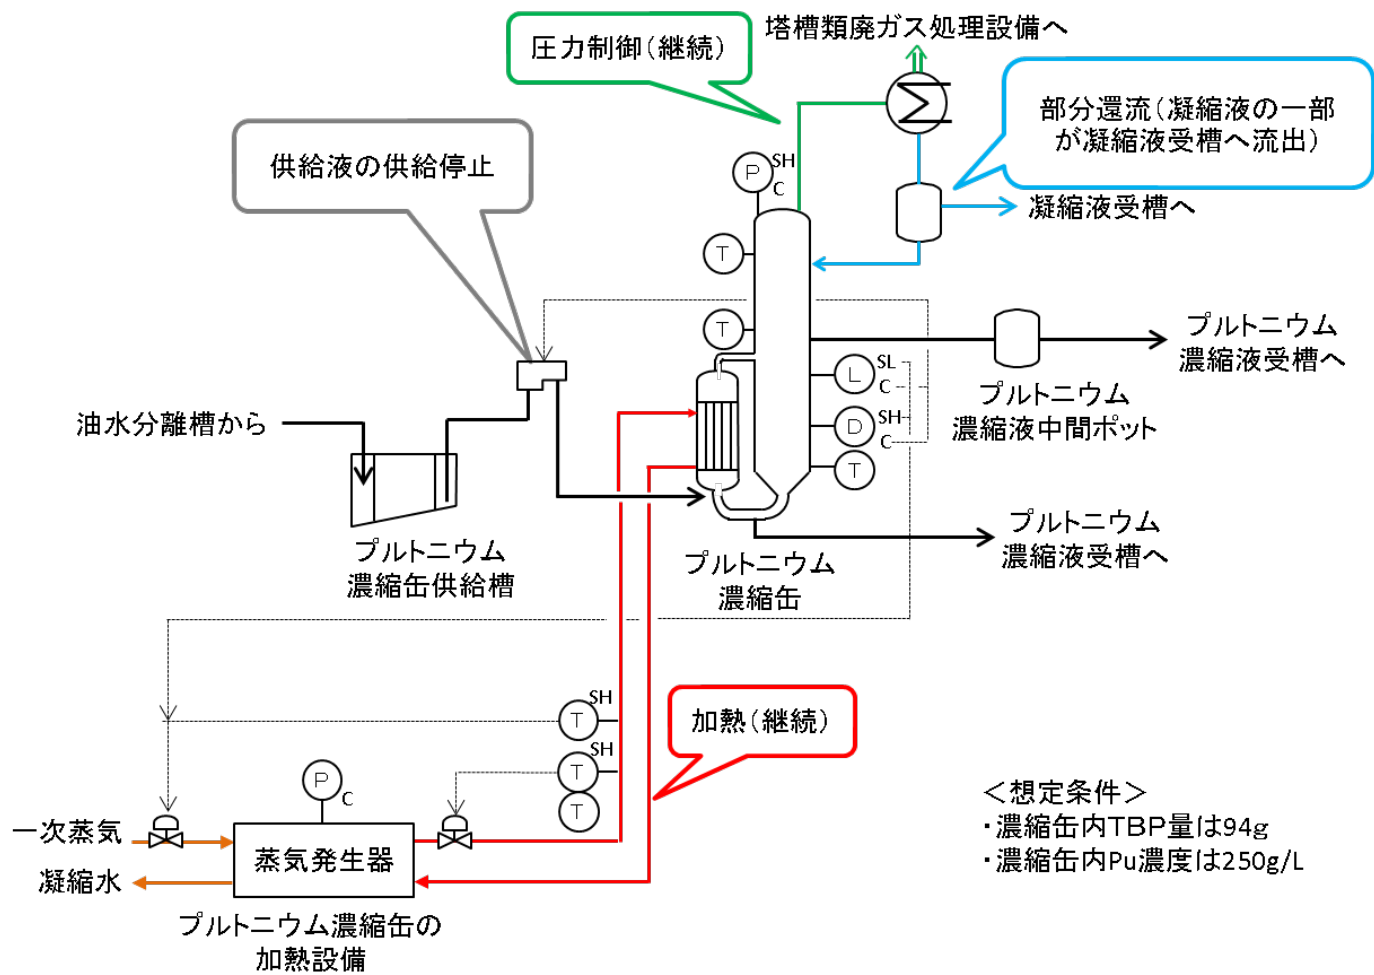 塔槽類廃ガス処理設備へ
圧力制御(継続)
部分還流(凝縮液の一部
が凝縮液受槽へ流出)
供給液の供給停止
SH
P
C
凝縮液受槽へ
T
T
プルトニウム
濃縮液受槽へ
L
SL
C
プルトニウム
濃縮液中間ポット
油水分離槽から
SH
D
C
T
プルトニウム
濃縮液受槽へ
プルトニウム
濃縮缶供給槽
プルトニウム
濃縮缶
SH
T
加熱(継続)
SH
T
T
P
C
<想定条件>
・濃縮缶内TBP量は94g
・濃縮缶内Pu濃度は250g/L
一次蒸気
蒸気発生器
凝縮水
プルトニウム濃縮缶の
加熱設備